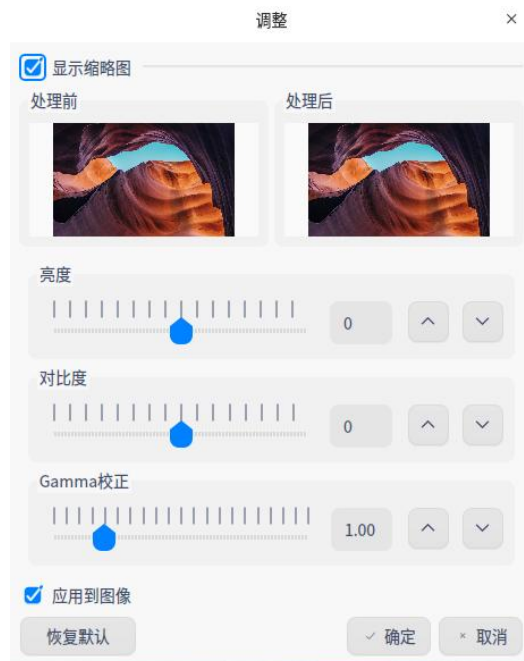 调整
显示缩略图
处理前
处理后
亮度
0
对比度
0
Gamma校正
1.00
应用到图像
恢复默认
确定
取消